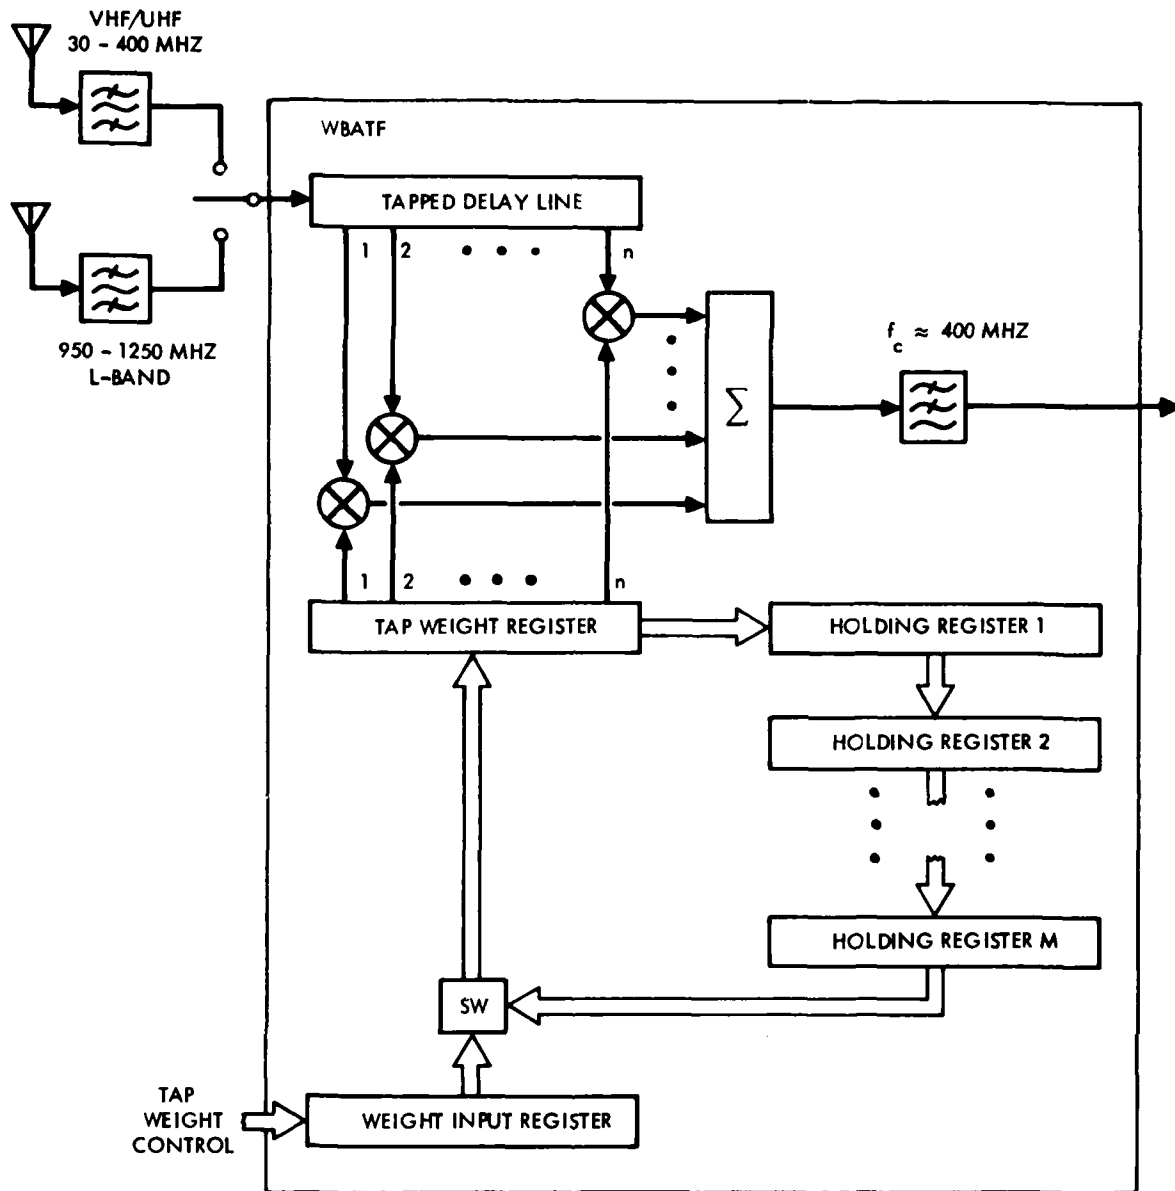 VHF/UHF
30 - 400 MHZ
WBATF
TAPPED DELAY LINE
1 2 n
950 - 1250 MHZ
L-BAND
f_c ≈ 400 MHZ
Σ
1 2 n
TAP WEIGHT REGISTER
HOLDING REGISTER 1
HOLDING REGISTER 2
HOLDING REGISTER M
SW
TAP
WEIGHT
CONTROL
WEIGHT INPUT REGISTER